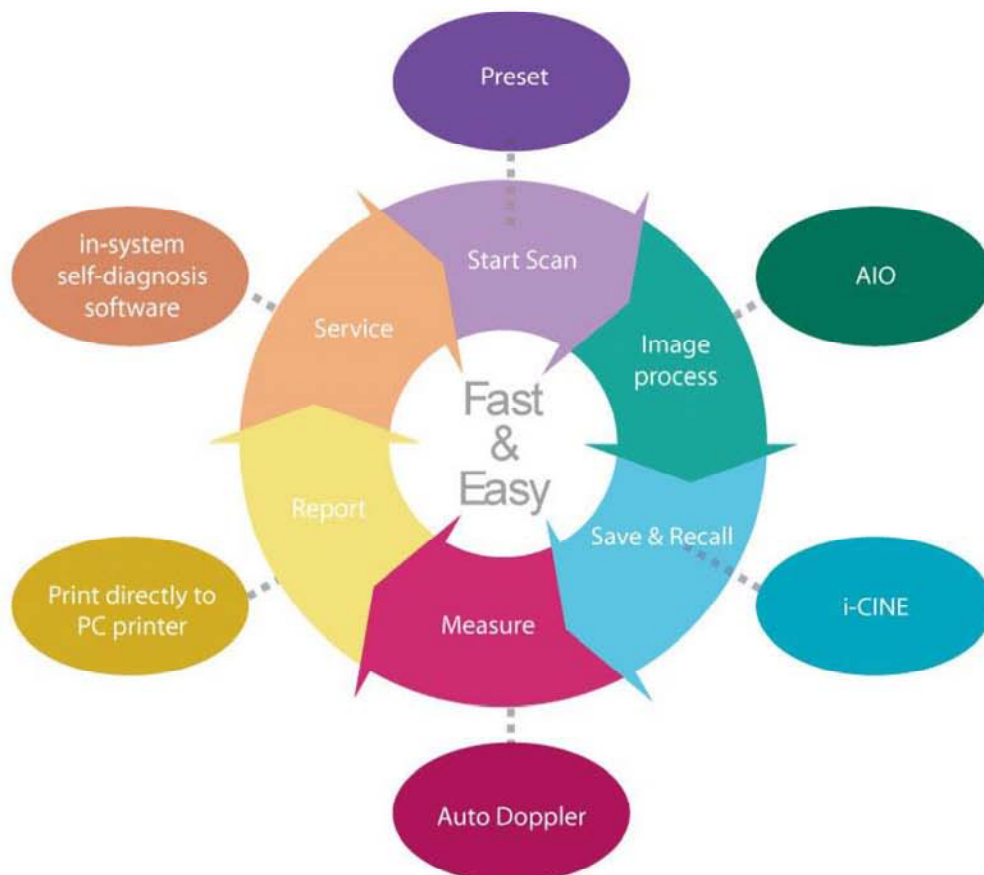 Preset
Start Scan
in-system
self-diagnosis
software
AIO
Service
Image
process
Fast
&
Easy
Report
Save & Recall
Print directly to
PC printer
Measure
i-CINE
Auto Doppler